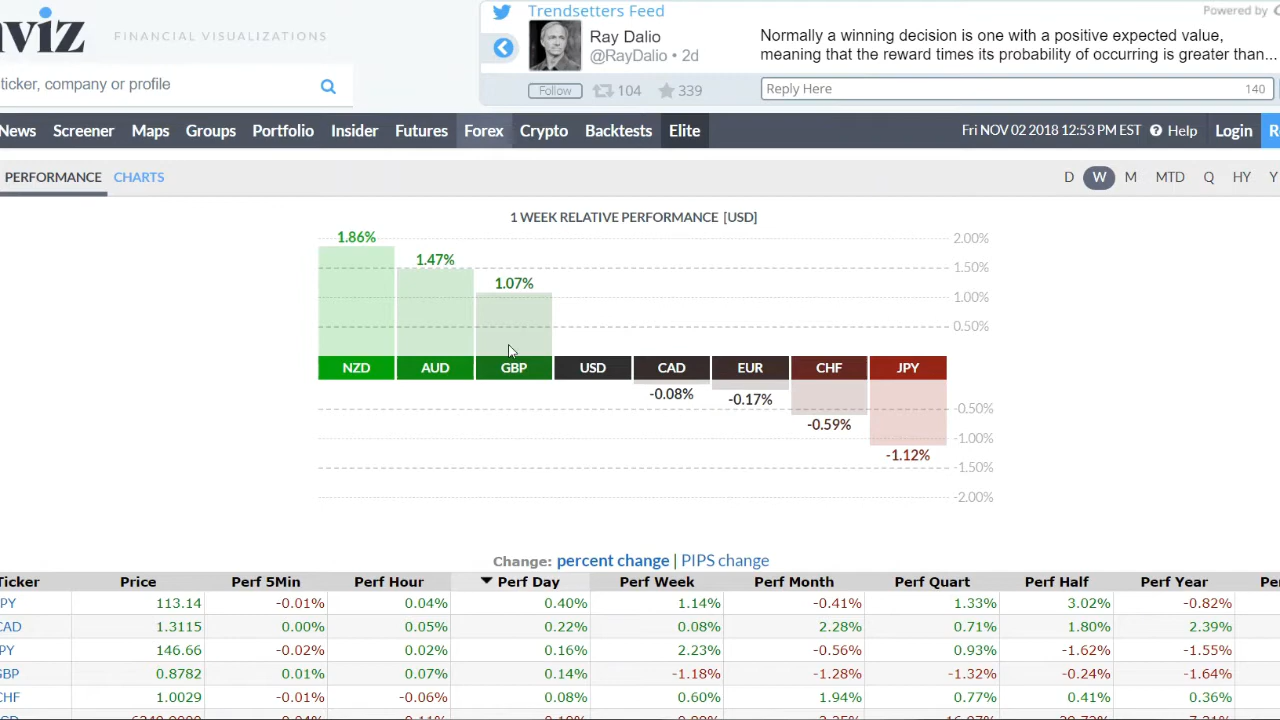 nviz FINANCIAL VISUALIZATIONS
ticker, company or profile
Trendsetters Feed
Powered by
Ray Dalio
@RayDalio • 2d
Normally a winning decision is one with a positive expected value,
meaning that the reward times its probability of occurring is greater than...
Follow 104 339
Reply Here 140
News Screener Maps Groups Portfolio Insider Futures Forex Crypto Backtests Elite Fri NOV 02 2018 12:53 PM EST Help Login R
PERFORMANCE CHARTS D W M MTD Q HY Y
1 WEEK RELATIVE PERFORMANCE [USD]
1.86% 2.00%
1.47% 1.50%
1.07% 1.00%
0.50%
NZD AUD GBP USD CAD EUR CHF JPY
-0.08% -0.17% -0.50%
-0.59% -1.00%
-1.12% -1.50%
-2.00%
Change: percent change | PIPS change
Ticker Price Perf 5Min Perf Hour Perf Day Perf Week Perf Month Perf Quart Perf Half Perf Year Pe
PY 113.14 -0.01% 0.04% 0.40% 1.14% -0.41% 1.33% 3.02% -0.82%
CAD 1.3115 0.00% 0.05% 0.22% 0.08% 2.28% 0.71% 1.80% 2.39%
PY 146.66 -0.02% 0.02% 0.16% 2.23% -0.56% 0.93% -1.62% -1.55%
GBP 0.8782 0.01% 0.07% 0.14% -1.18% -1.28% -1.32% -0.24% -1.64%
CHF 1.0029 -0.01% -0.06% 0.08% 0.60% 1.94% 0.77% 0.41% 0.36%